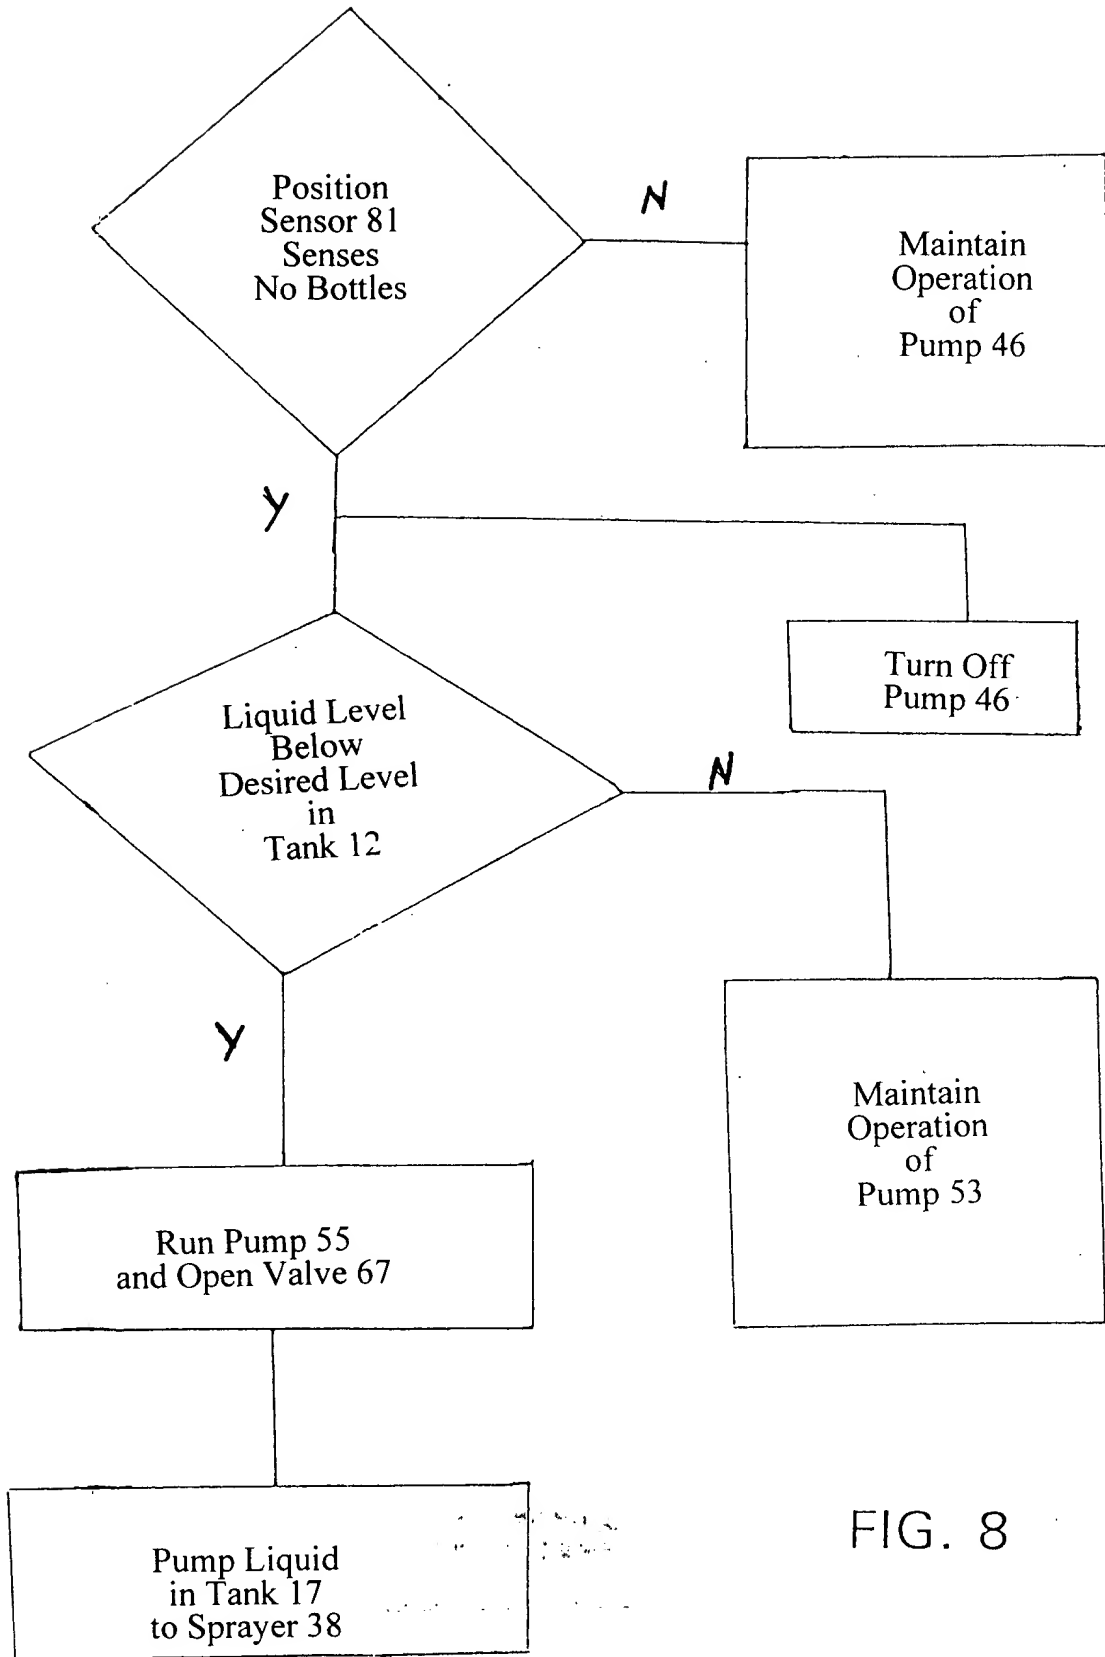 Position
Sensor 81
Senses
No Bottles
N
Maintain
Operation
of
Pump 46
Y
Turn Off
Pump 46
Liquid Level
Below
Desired Level
in
Tank 12
N
Y
Maintain
Operation
of
Pump 53
Run Pump 55
and Open Valve 67
Pump Liquid
in Tank 17
to Sprayer 38
FIG. 8